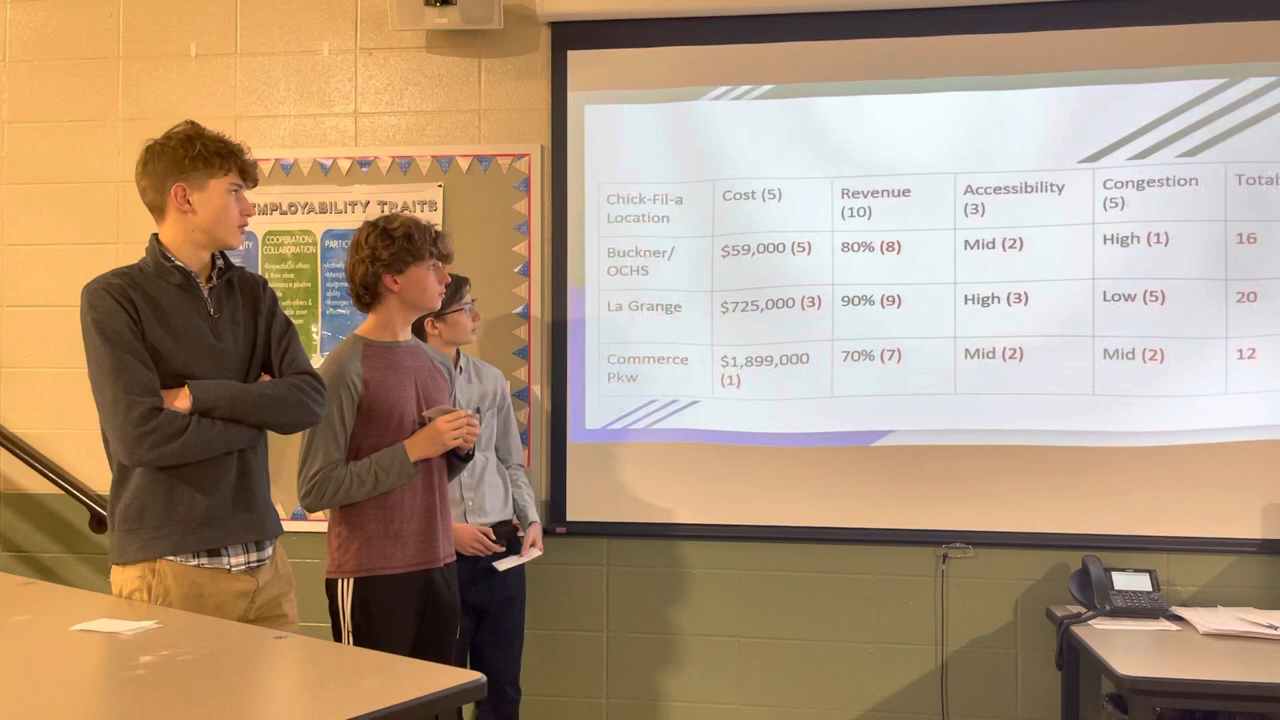 EMPLOYABILITY TRAITS
COOPERATION/
COLLABORATION
Chick-Fil-a
Location
Cost (5)
Revenue
(10)
Accessibility
(3)
Congestion
(5)
Total
Buckner/
OCHS
$59,000 (5)
80% (8)
Mid (2)
High (1)
16
La Grange
$725,000 (3)
90% (9)
High (3)
Low (5)
20
Commerce
Pkw
$1,899,000
(1)
70% (7)
Mid (2)
Mid (2)
12